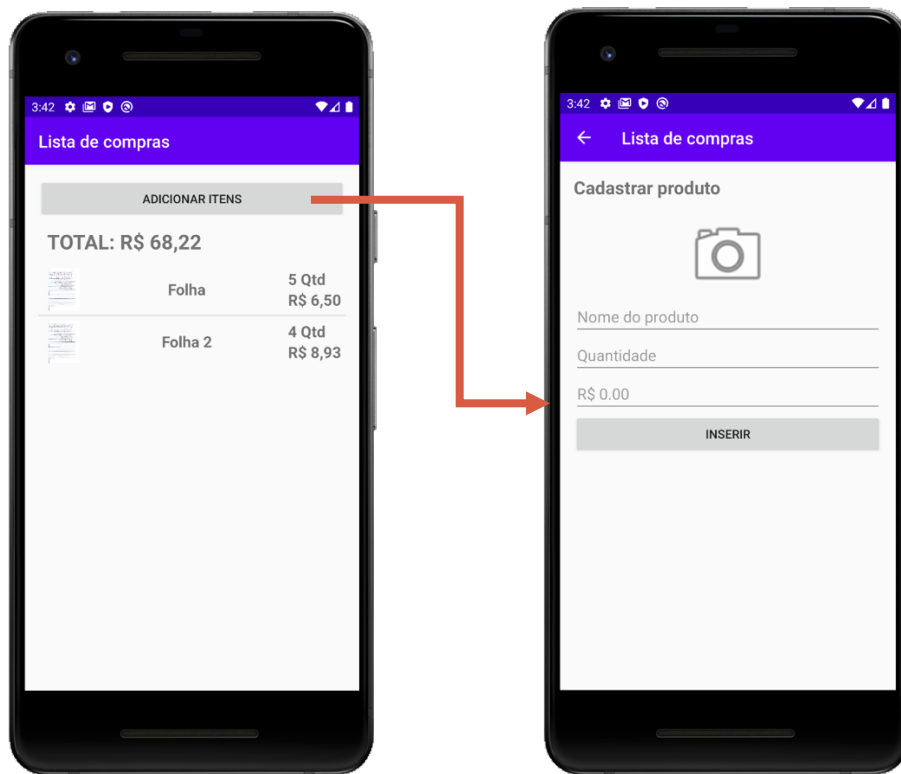 3:42
Lista de compras
ADICIONAR ITENS
TOTAL: R$ 68,22
Folha
5 Qtd
R$ 6,50
Folha 2
4 Qtd
R$ 8,93
3:42
Lista de compras
Cadastrar produto
Nome do produto
Quantidade
R$ 0.00
INSERIR